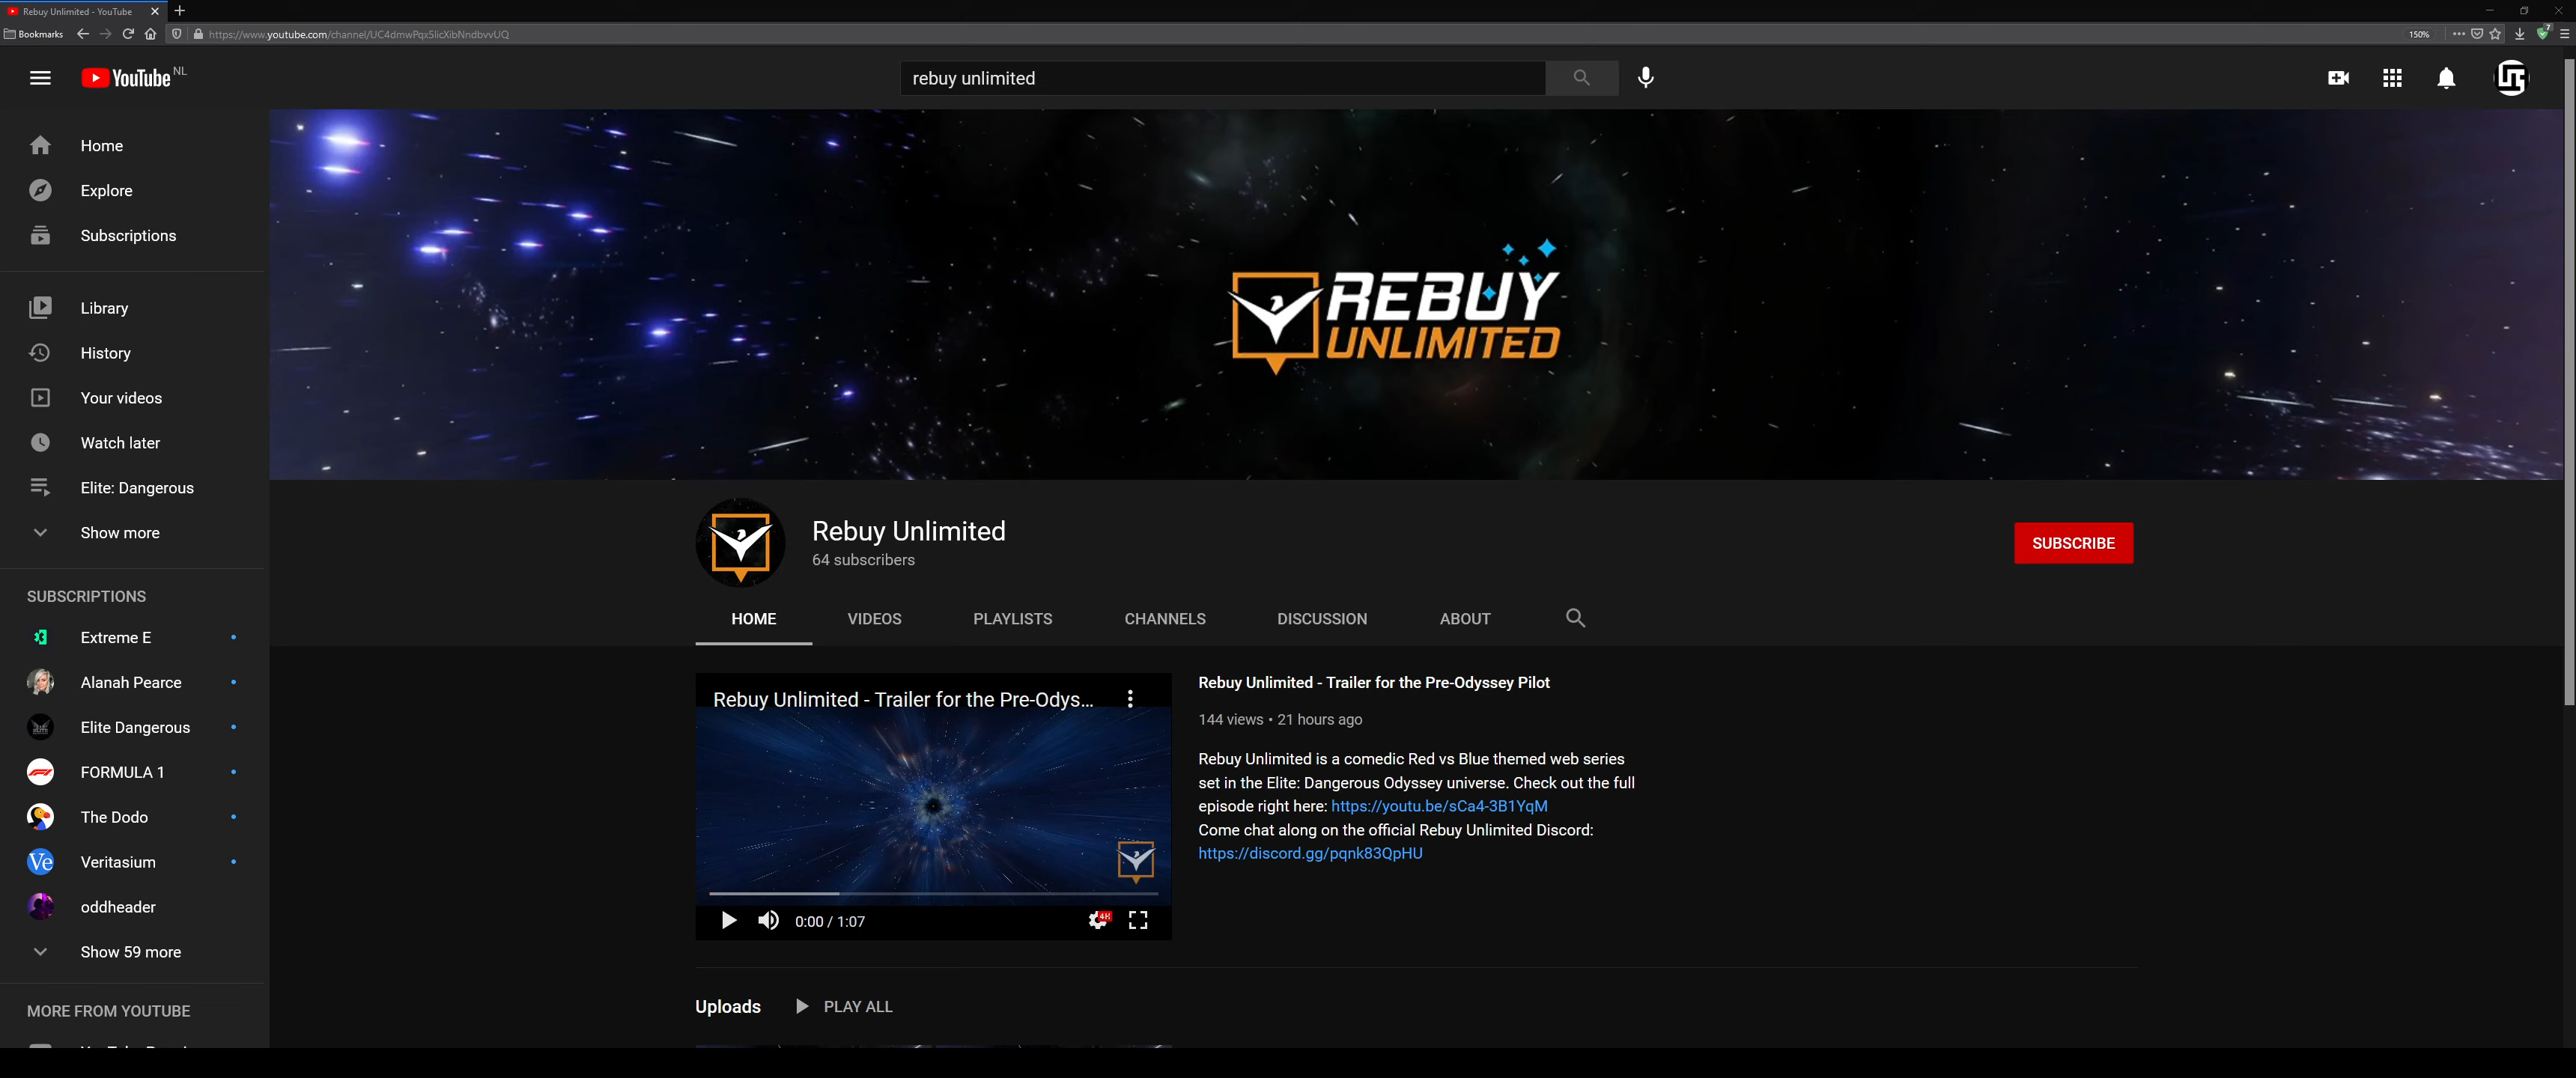 Rebuy Unlimited - YouTube
Bookmarks
https://www.youtube.com/channel/UC4dmwPqx5licXibNndbvvUQ
150%
7
YouTube NL
rebuy unlimited
Home
Explore
Subscriptions
Library
History
Your videos
Watch later
Elite: Dangerous
Show more
SUBSCRIPTIONS
Extreme E
Alanah Pearce
Elite Dangerous
FORMULA 1
The Dodo
Ve
Veritasium
oddheader
Show 59 more
MORE FROM YOUTUBE
REBUY
UNLIMITED
Rebuy Unlimited
64 subscribers
SUBSCRIBE
HOME
VIDEOS
PLAYLISTS
CHANNELS
DISCUSSION
ABOUT
Rebuy Unlimited - Trailer for the Pre-Odys...
0:00 / 1:07
4K
Rebuy Unlimited - Trailer for the Pre-Odyssey Pilot
144 views • 21 hours ago
Rebuy Unlimited is a comedic Red vs Blue themed web series
set in the Elite: Dangerous Odyssey universe. Check out the full
episode right here: https://youtu.be/sCa4-3B1YqM
Come chat along on the official Rebuy Unlimited Discord:
https://discord.gg/pqnk83QpHU
Uploads
PLAY ALL